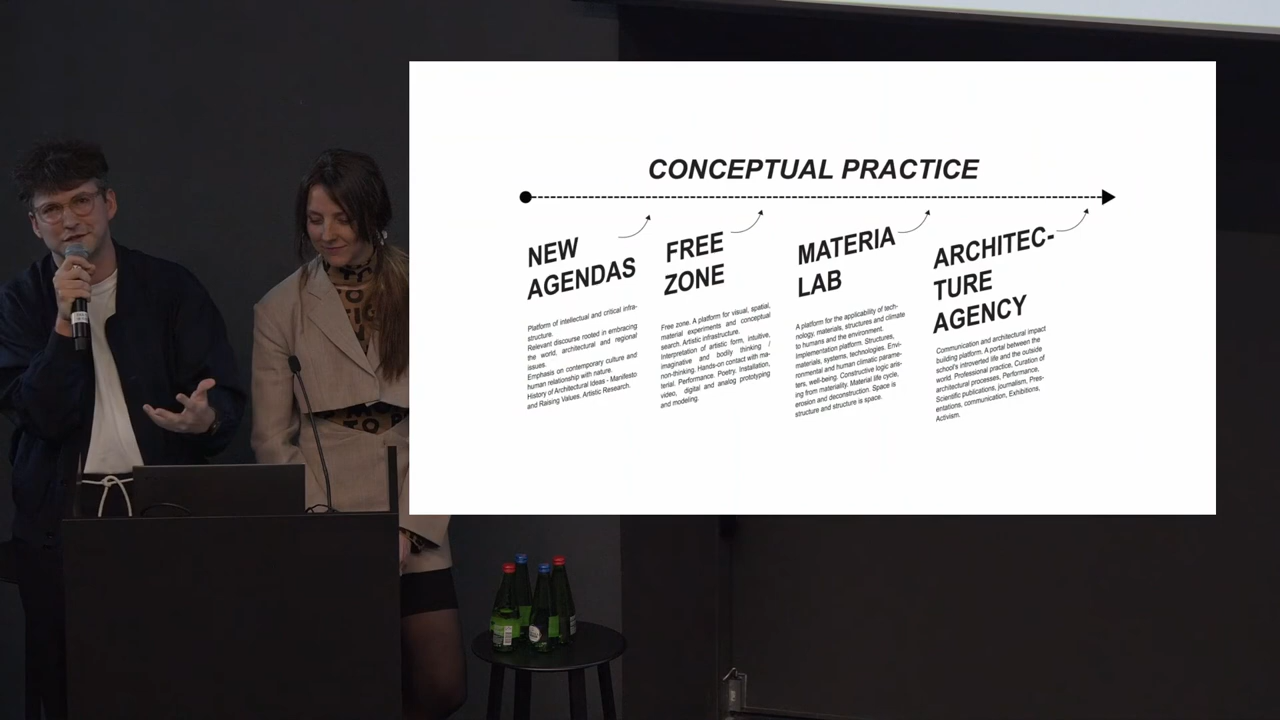 CONCEPTUAL PRACTICE
NEW
AGENDAS
Platform of intellectual and critical infra-
structure.
Relevant discourse rooted in embracing
the world, architectural and regional
issues.
Emphasis on contemporary culture and
human relationship with nature.
History of Architectural Ideas - Manifesto
and Raising Values. Artistic Research.
FREE
ZONE
Free zone. A platform for visual, spatial,
material experiments and conceptual
search. Artistic infrastructure.
Interpretation of artistic form, intuitive,
imaginative and bodily thinking /
non-thinking. Hands-on contact with ma-
terial. Performance. Poetry. Installation,
video, digital and analog prototyping
and modeling.
MATERIA
LAB
A platform for the applicability of tech-
nology, materials, structures and climate
to humans and the environment.
Implementation platform. Structures,
materials, systems, technologies. Envi-
ronmental and human climatic parame-
ters, well-being. Constructive logic aris-
ing from materiality. Material life cycle,
erosion and deconstruction. Space is
structure and structure is space.
ARCHITEC-
TURE
AGENCY
Communication and architectural impact
building platform. A portal between the
school's introverted life and the outside
world. Professional practice, Curation of
architectural processes, Performance,
Scientific publications, journalism, Pres-
entations, communication, Exhibitions,
Activism.